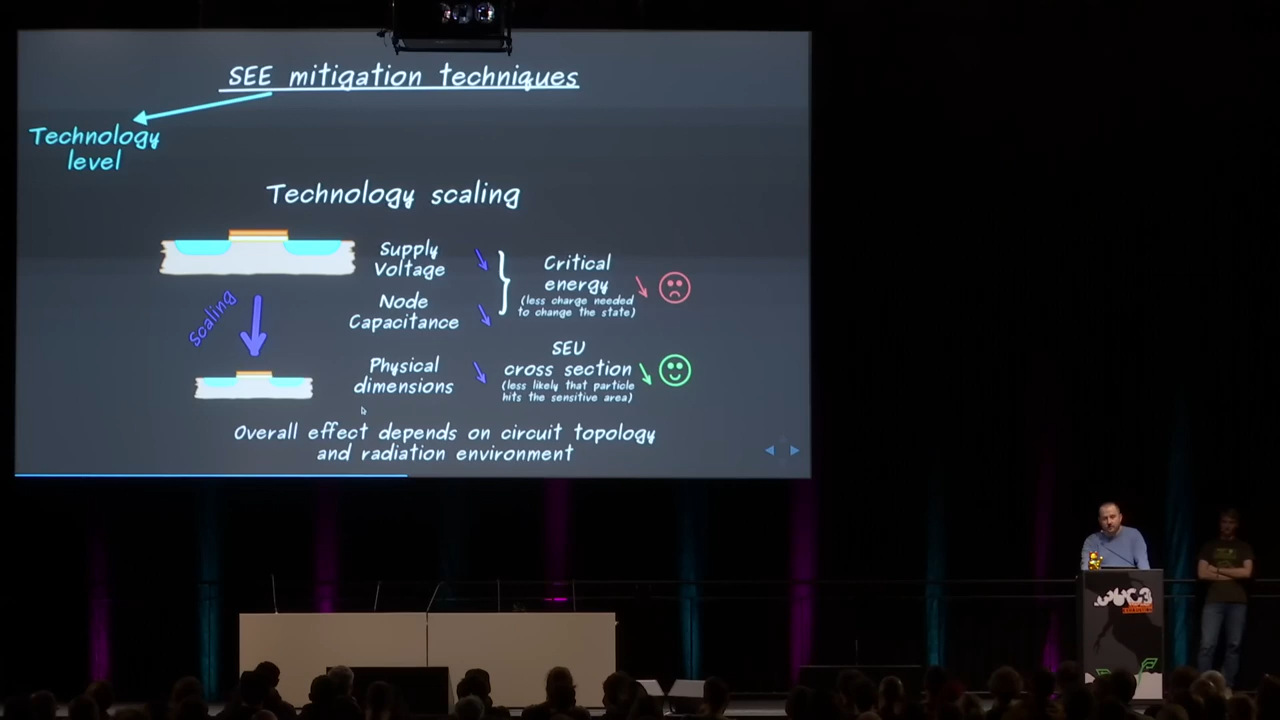 SEE mitigation techniques
Technology
level
Technology scaling
Supply
Voltage
Node
Capacitance
Critical
energy
(less charge needed
to change the state)
scaling
Physical
dimensions
SEU
cross section
(less likely that particle
hits the sensitive area)
Overall effect depends on circuit topology
and radiation environment